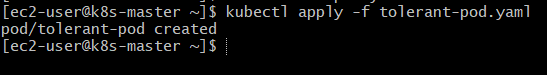 [ec2-user@k8s-master ~]$ kubectl apply -f tolerant-pod.yaml
pod/tolerant-pod created
[ec2-user@k8s-master ~]$